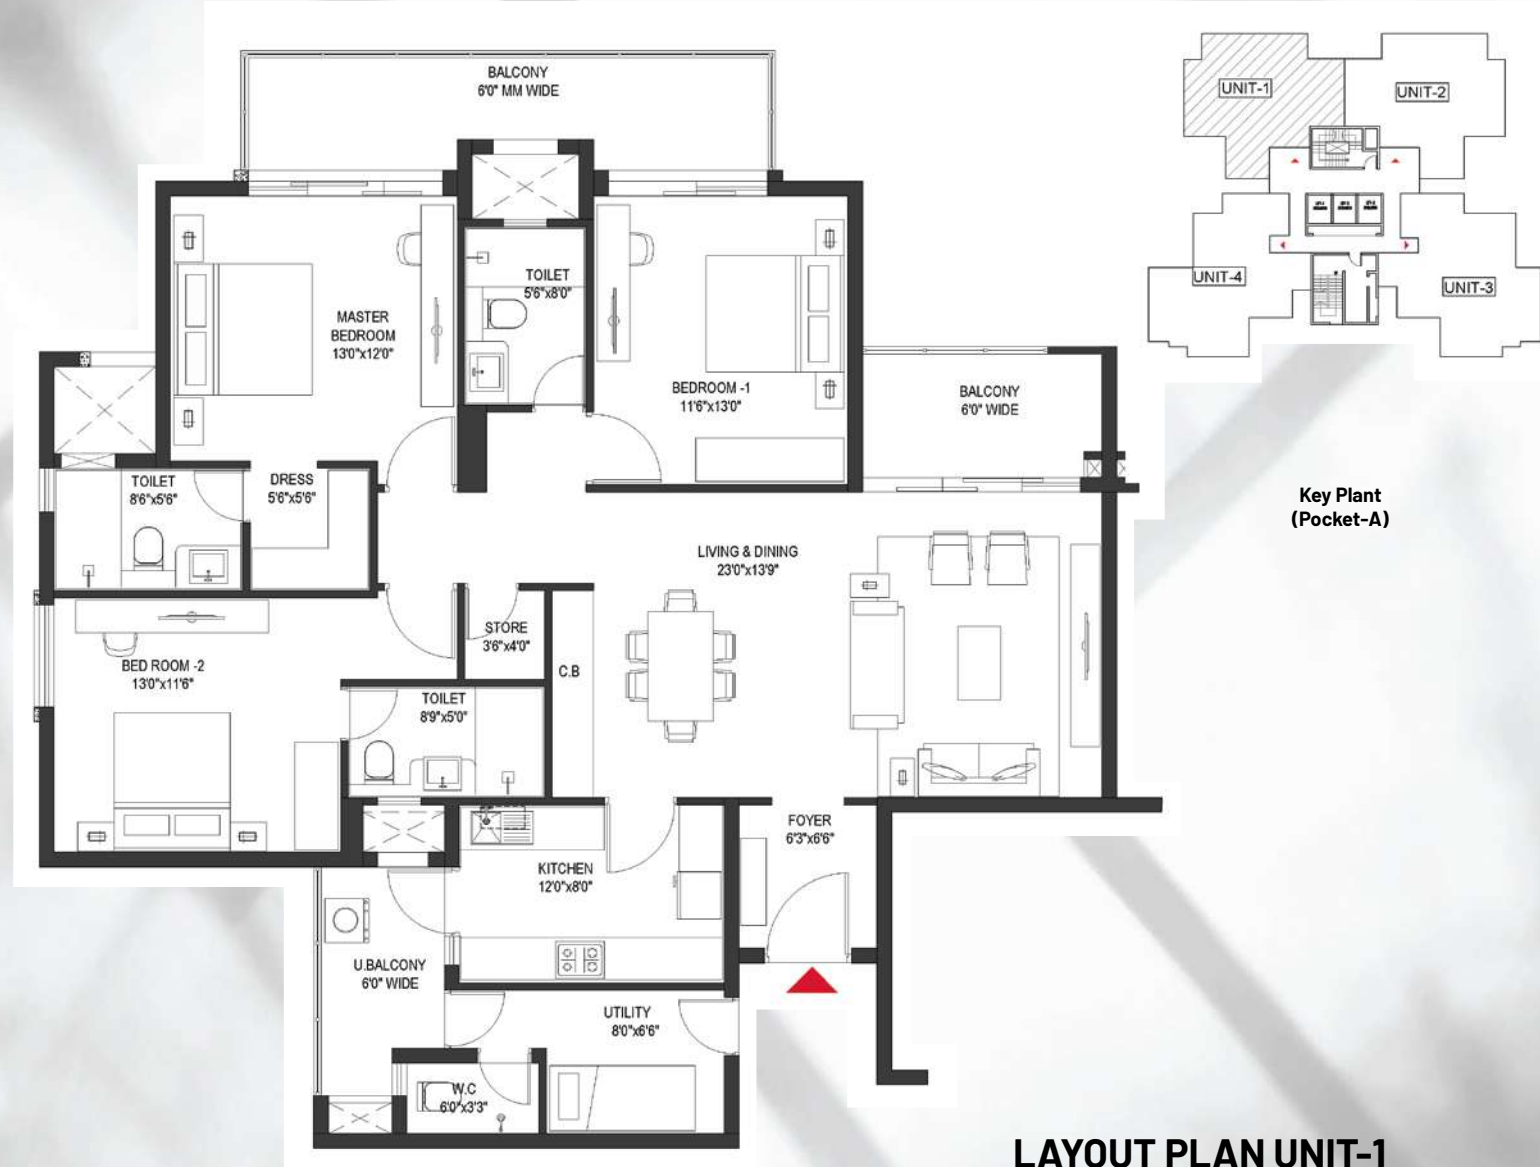 BALCONY
6'0" MM WIDE
UNIT-1
UNIT-2
UNIT-4
UNIT-3
Key Plant
(Pocket-A)
MASTER
BEDROOM
13'0"x12'0"
TOILET
5'6"x8'0"
BEDROOM -1
11'6"x13'0"
BALCONY
6'0" WIDE
TOILET
8'6"x5'6"
DRESS
5'6"x5'6"
LIVING & DINING
23'0"x13'9"
STORE
3'6"x4'0"
C.B
BED ROOM -2
13'0"x11'6"
TOILET
8'9"x5'0"
FOYER
6'3"x6'6"
KITCHEN
12'0"x8'0"
U.BALCONY
6'0" WIDE
UTILITY
8'0"x6'6"
W.C
6'0"x3'3"
LAYOUT PLAN UNIT-1